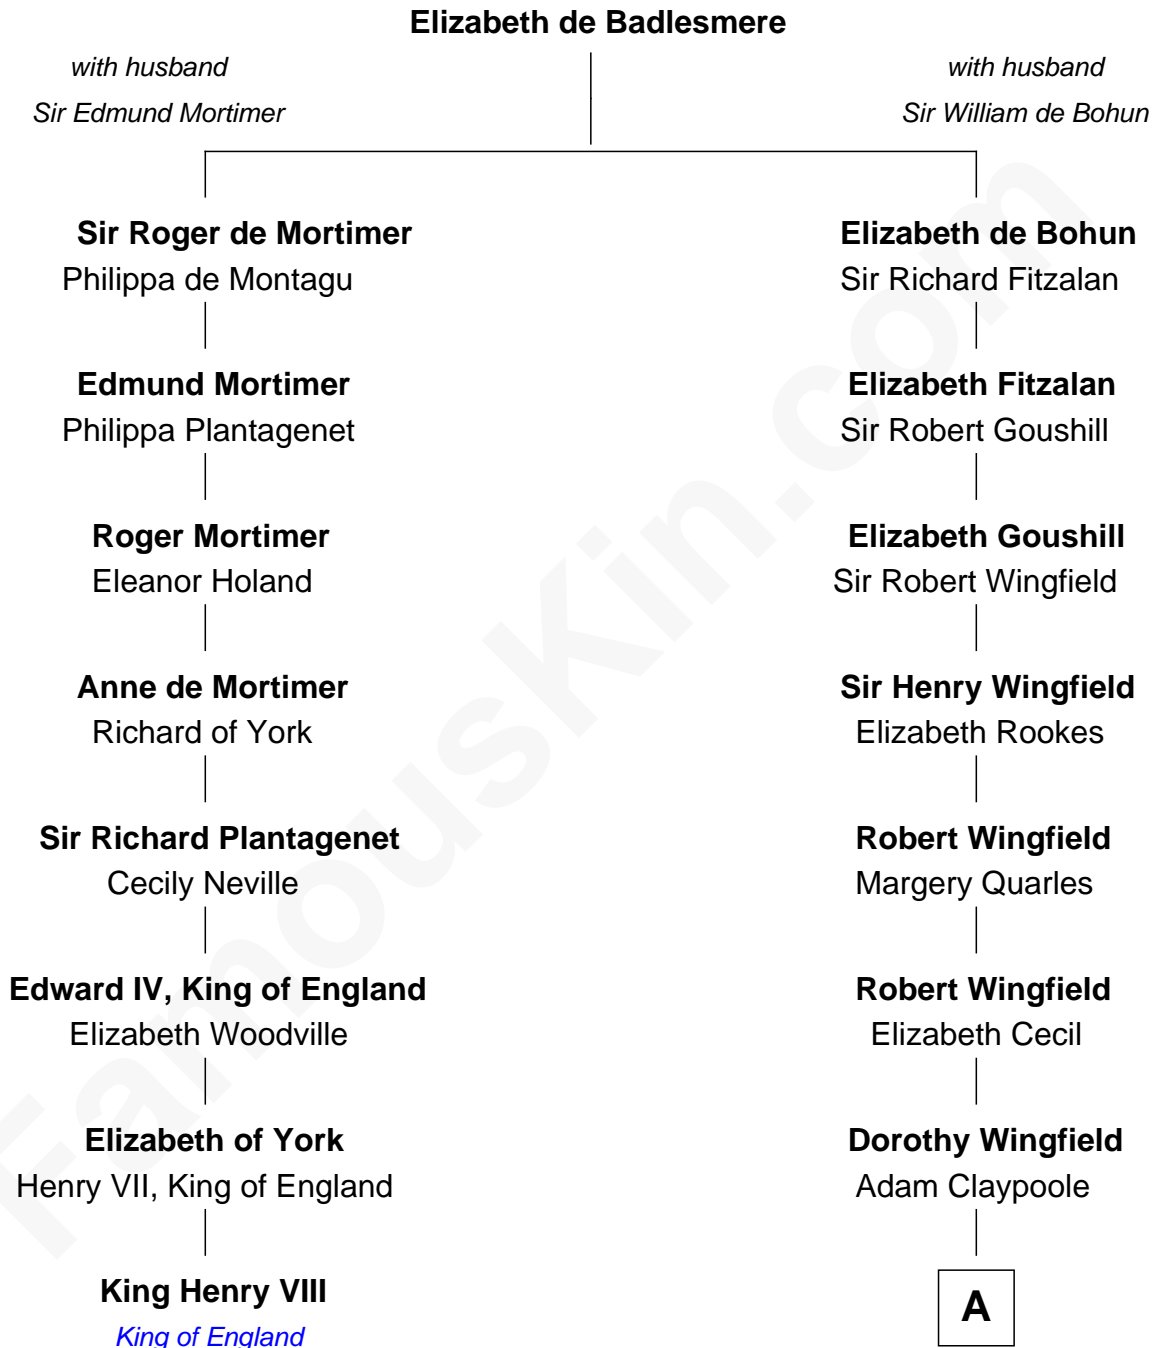 Elizabeth de Badlesmere
with husband
Sir Edmund Mortimer
with husband
Sir William de Bohun
Sir Roger de Mortimer
Philippa de Montagu
Edmund Mortimer
Philippa Plantagenet
Roger Mortimer
Eleanor Holand
Anne de Mortimer
Richard of York
Sir Richard Plantagenet
Cecily Neville
Edward IV, King of England
Elizabeth Woodville
Elizabeth of York
Henry VII, King of England
King Henry VIII
King of England
Elizabeth de Bohun
Sir Richard Fitzalan
Elizabeth Fitzalan
Sir Robert Goushill
Elizabeth Goushill
Sir Robert Wingfield
Sir Henry Wingfield
Elizabeth Rookes
Robert Wingfield
Margery Quarles
Robert Wingfield
Elizabeth Cecil
Dorothy Wingfield
Adam Claypoole
A
FamousKin.com